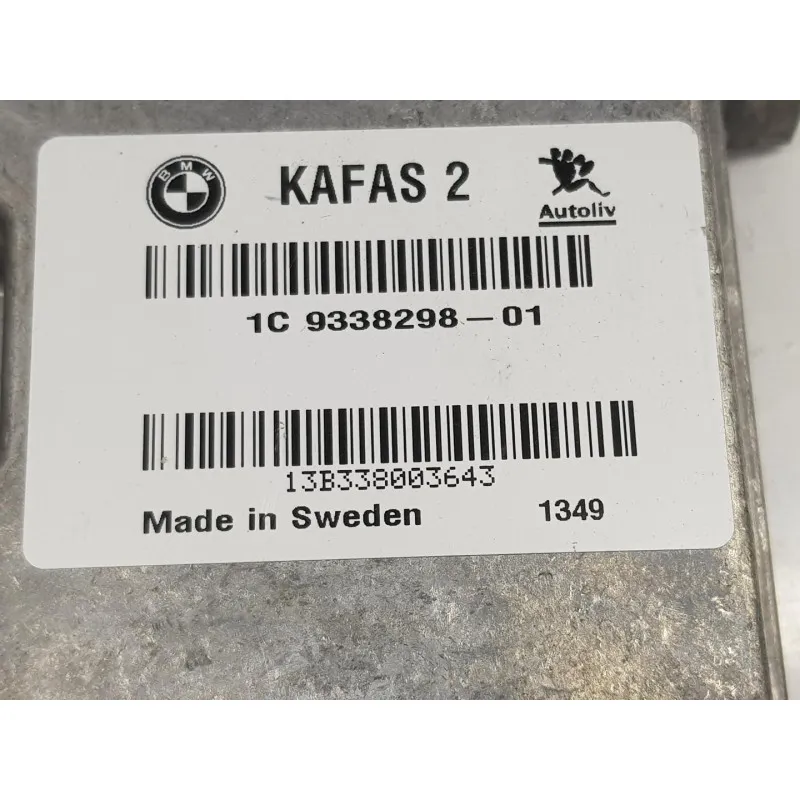 BMW
KAFAS 2
Autoliv
1C 9338298-01
13B338003643
Made in Sweden 1349